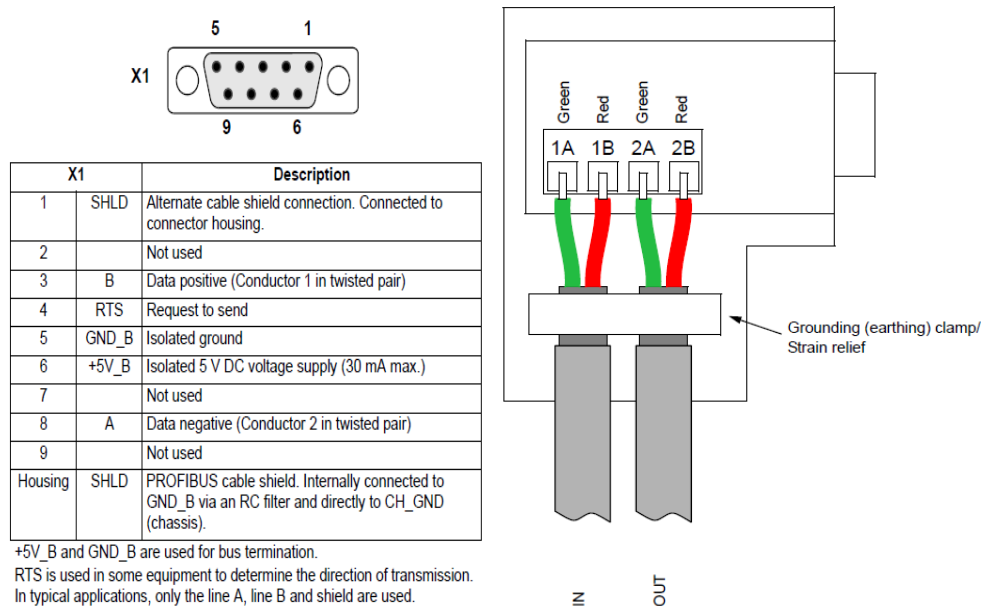 5 1
X1
9 6
X1 Description
1 SHLD Alternate cable shield connection. Connected to
connector housing.
2 Not used
3 B Data positive (Conductor 1 in twisted pair)
4 RTS Request to send
5 GND_B Isolated ground
6 +5V_B Isolated 5 V DC voltage supply (30 mA max.)
7 Not used
8 A Data negative (Conductor 2 in twisted pair)
9 Not used
Housing SHLD PROFIBUS cable shield. Internally connected to
GND_B via an RC filter and directly to CH_GND
(chassis).
+5V_B and GND_B are used for bus termination.
RTS is used in some equipment to determine the direction of transmission.
In typical applications, only the line A, line B and shield are used.
Green Red Green Red
1A 1B 2A 2B
Grounding (earthing) clamp/
Strain relief
IN OUT